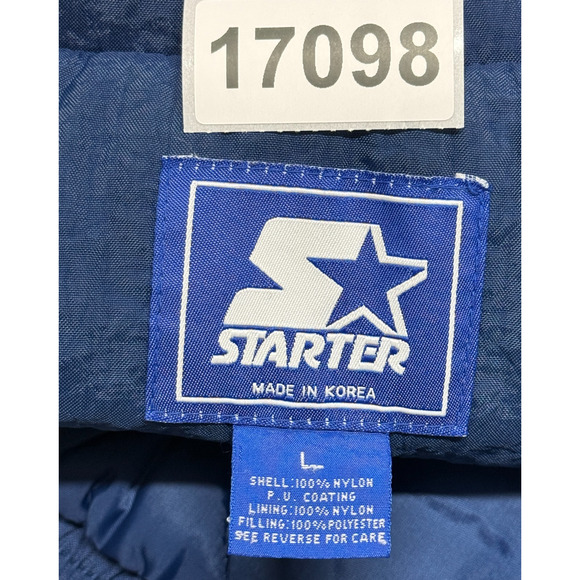 17098
STARTER
MADE IN KOREA
L
SHELL:100% NYLON
P.U. COATING
LINING:100% NYLON
FILLING:100% POLYESTER
SEE REVERSE FOR CARE